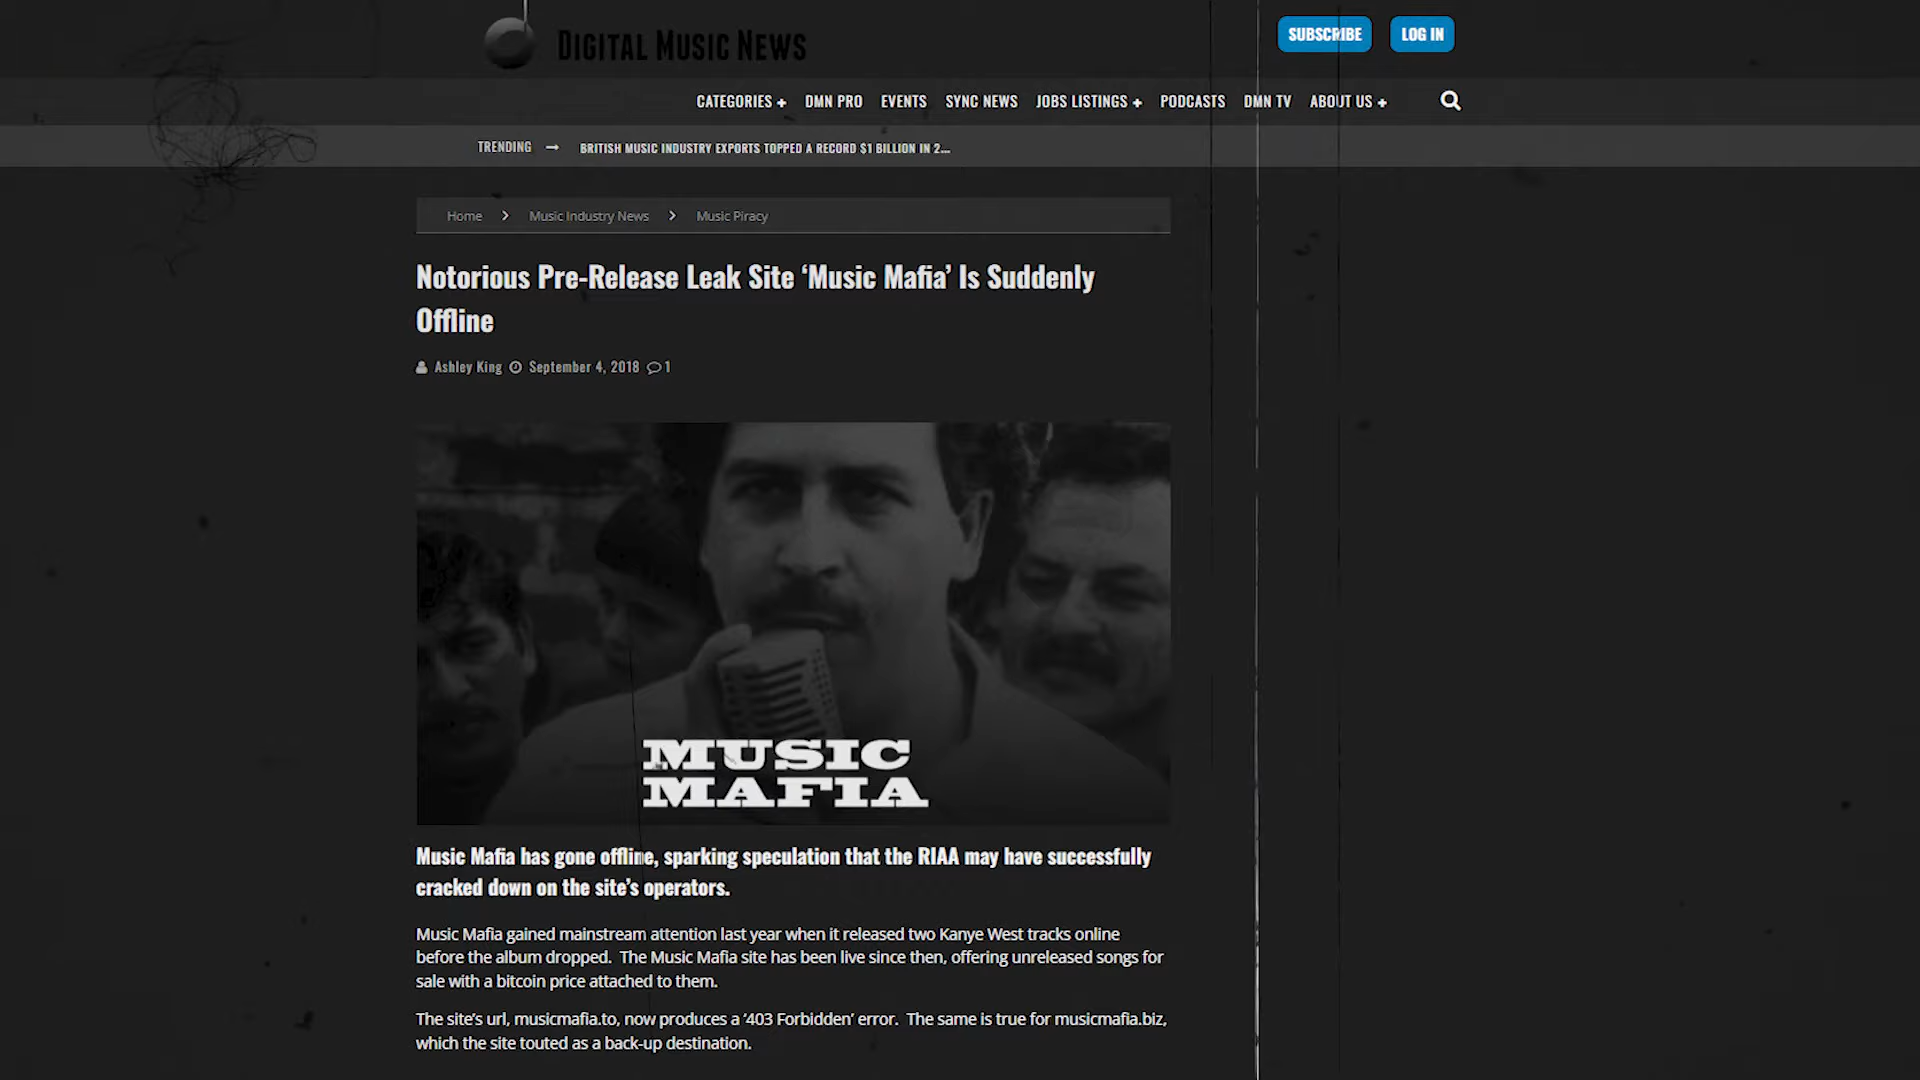 DIGITAL MUSIC NEWS
SUBSCRIBE
LOG IN
CATEGORIES + DMN PRO EVENTS SYNC NEWS JOBS LISTINGS + PODCASTS DMN TV ABOUT US +
TRENDING → BRITISH MUSIC INDUSTRY EXPORTS TOPPED A RECORD $1 BILLION IN 2...
Home > Music Industry News > Music Piracy
Notorious Pre-Release Leak Site ‘Music Mafia’ Is Suddenly
Offline
Ashley King September 4, 2018 1
MUSIC
MAFIA
Music Mafia has gone offline, sparking speculation that the RIAA may have successfully
cracked down on the site’s operators.
Music Mafia gained mainstream attention last year when it released two Kanye West tracks online
before the album dropped.  The Music Mafia site has been live since then, offering unreleased songs for
sale with a bitcoin price attached to them.
The site’s url, musicmafia.to, now produces a ‘403 Forbidden’ error.  The same is true for musicmafia.biz,
which the site touted as a back-up destination.